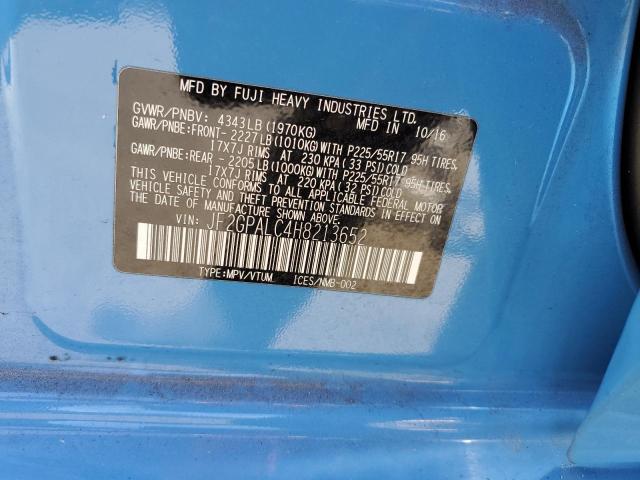 MFD BY FUJI HEAVY INDUSTRIES LTD.
GVWR/PNBV: 4343LB (1970KG) MFD IN 10/16
GAWR/PNBE: FRONT- 2227LB (1010KG) WITH P225/55R17 95H TIRES,
17X7J RIMS AT 230 KPA (33 PSI) COLD
GAWR/PNBE: REAR - 2205LB (1000KG) WITH P225/55R17 95H TIRES,
17X7J RIMS AT 220 KPA (32 PSI) COLD
THIS VEHICLE CONFORMS TO ALL APPLICABLE FEDERAL MOTOR
VEHICLE SAFETY AND THEFT PREVENTION STANDARDS IN EFFECT ON
THE DATE OF MANUFACTURE SHOWN ABOVE.
VIN: JF2GPALC4H8213652
TYPE:MPV/VTUM ICES/NMB-002